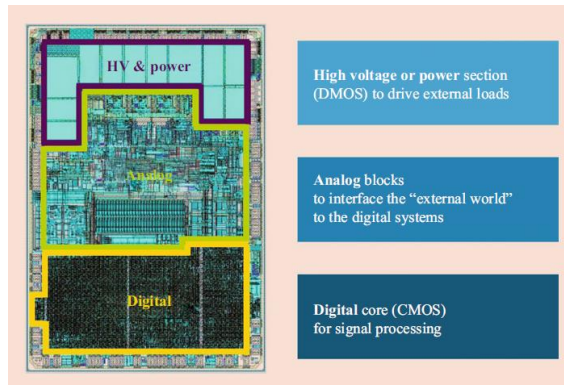 HV & power
Analog
Digital
High voltage or power section
(DMOS) to drive external loads
Analog blocks
to interface the “external world”
to the digital systems
Digital core (CMOS)
for signal processing